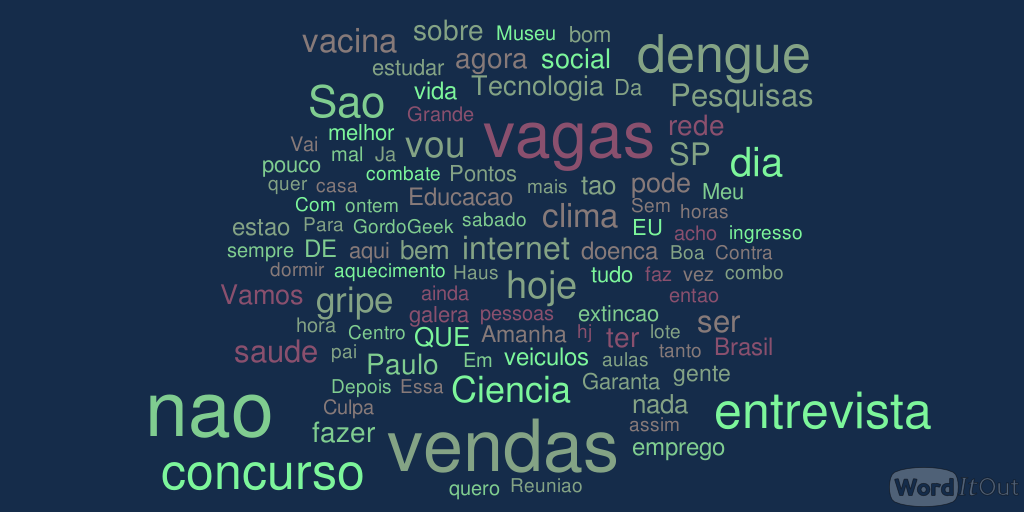 vacina sobre Museu bom
estudar agora social dengue
vida Tecnologia Da Pesquisas
Sao Grande vagas rede
Vai melhor vou SP dia
pouco mal Ja
combate Pontos
quer casa Educacao mais tao pode Meu
Com ontem clima Sem horas
estao Para GordoGeek sabado EU acho ingresso
sempre DE aqui bem internet doenca Boa Contra
dormir aquecimento Haus hoje tudo faz vez combo
Vamos gripe ainda entao
galera pessoas extincao ser
hora Centro QUE Amanha hj ter lote
saude pai Paulo Em veiculos aulas tanto Brasil
Depois Essa Ciencia Garanta gente
nao Culpa nada entrevista
fazer vendas assim
concurso emprego
quero Reuniao
WordItOut